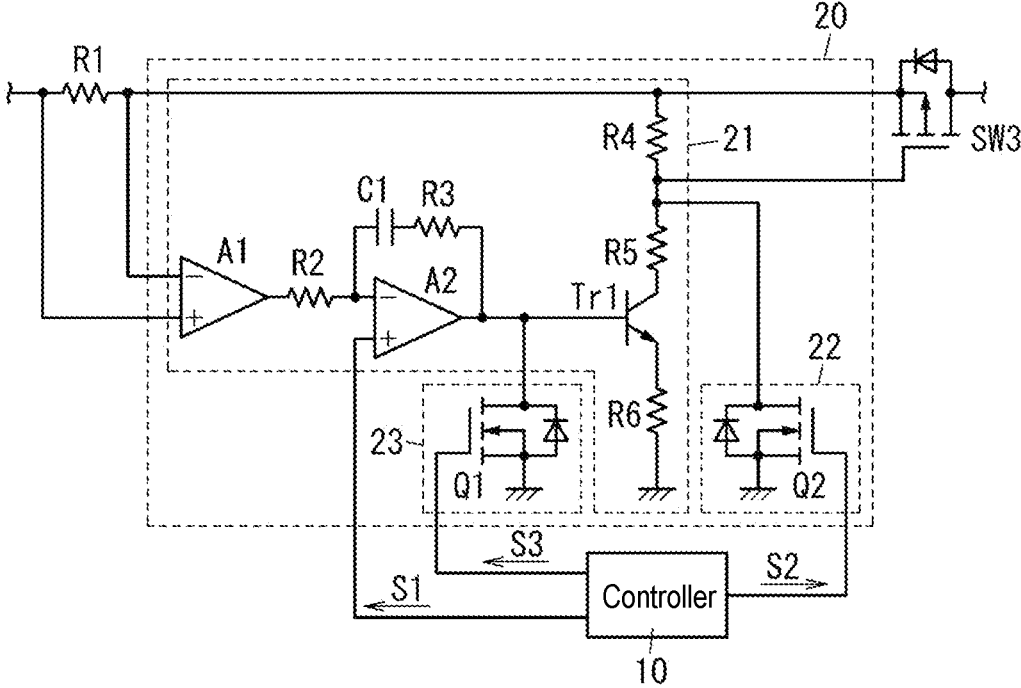 20
R1
R4
21
SW3
C1
R3
A1
R2
A2
R5
Tr1
−
+
−
+
22
R6
23
Q1
Q2
S3
S2
S1
Controller
10